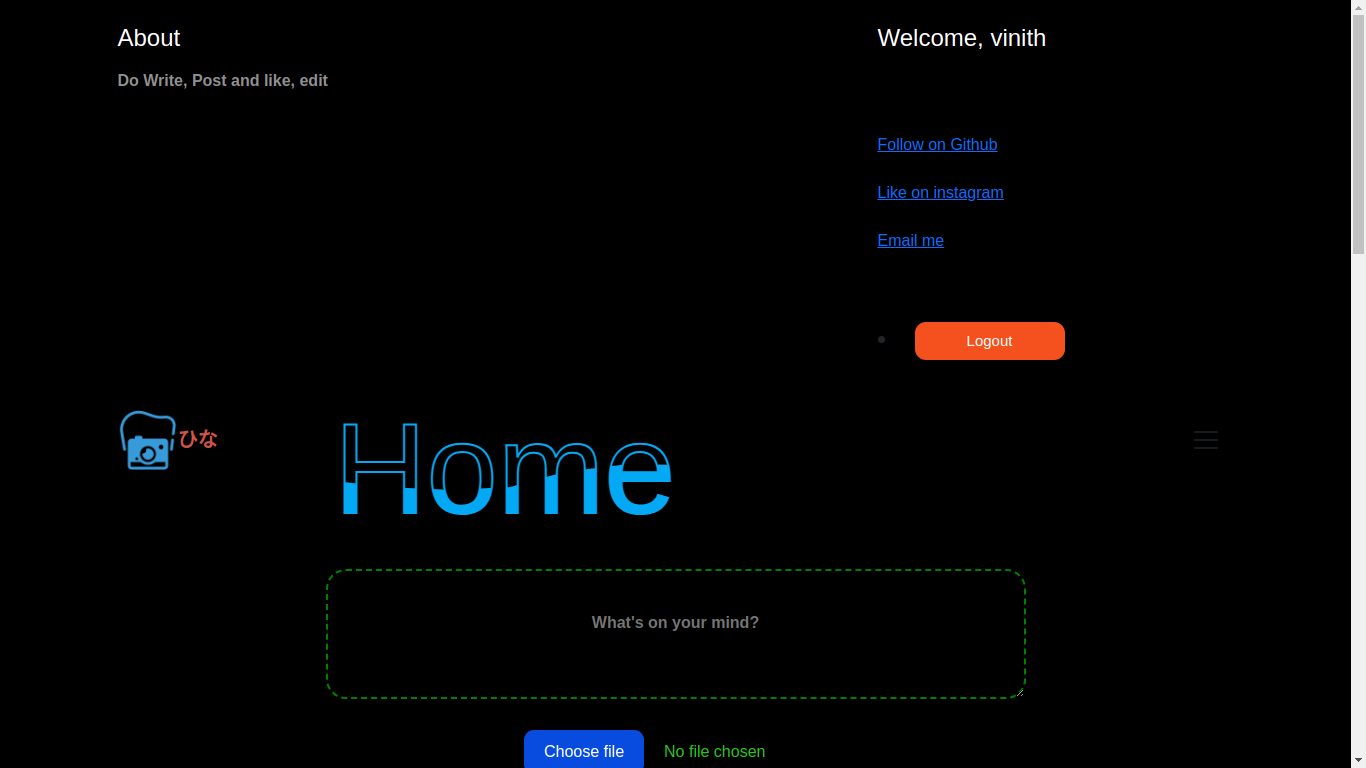 About
Do Write, Post and like, edit
Welcome, vinith
Follow on Github
Like on instagram
Email me
Logout
ひな
Home
What's on your mind?
Choose file No file chosen